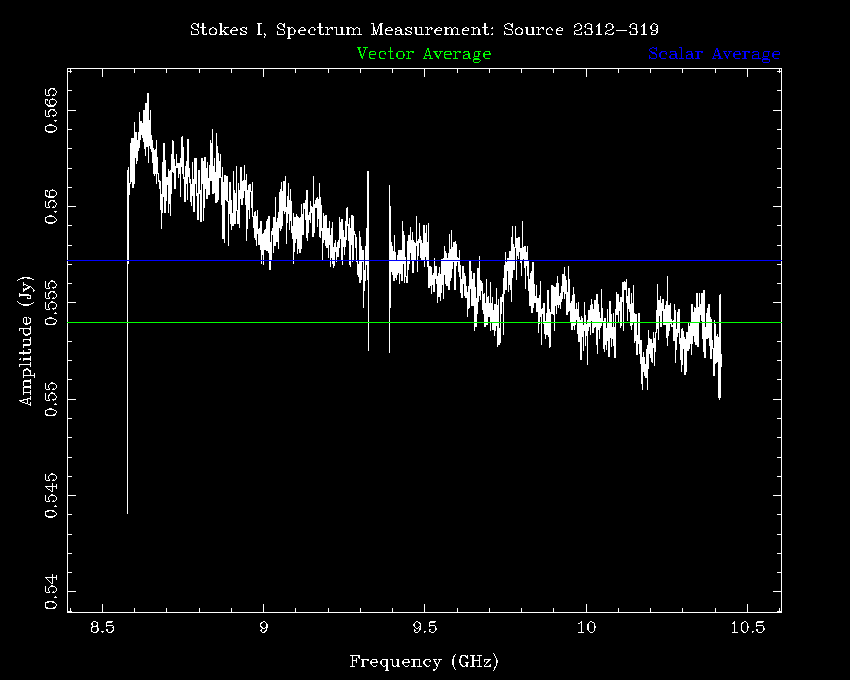 Stokes I, Spectrum Measurement: Source 2312−319
Vector Average
Scalar Average
0.565
0.56
0.555
0.55
0.545
0.54
Amplitude (Jy)
8.5 9 9.5 10 10.5
Frequency (GHz)